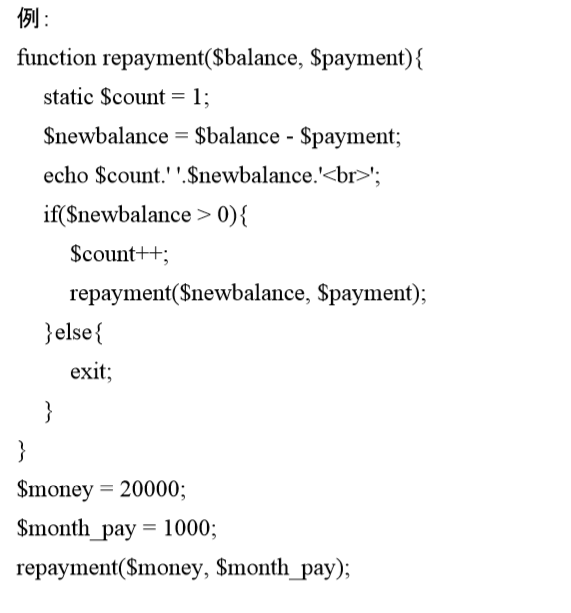 例:
function repayment($balance, $payment){
static $count = 1;
$newbalance = $balance - $payment;
echo $count.' '.$newbalance.'<br>';
if($newbalance > 0){
$count++;
repayment($newbalance, $payment);
}else{
exit;
}
}
$money = 20000;
$month_pay = 1000;
repayment($money, $month_pay);